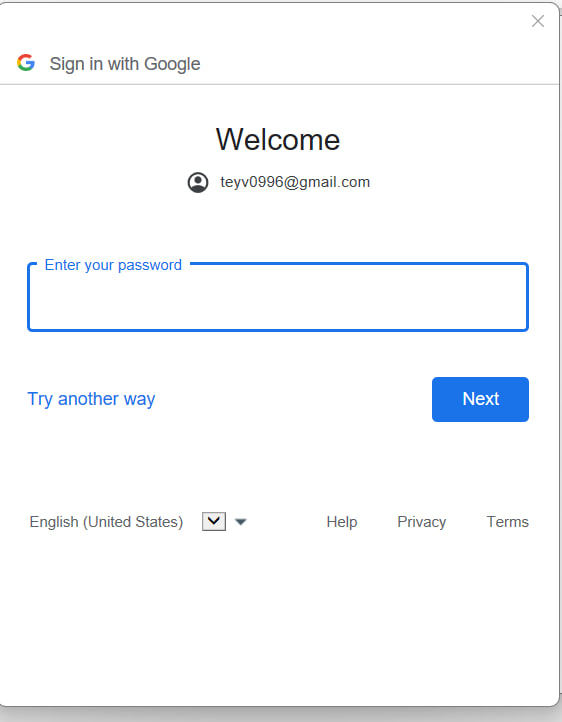 Sign in with Google
Welcome
teyv0996@gmail.com
Enter your password
Try another way
Next
English (United States)
Help
Privacy
Terms